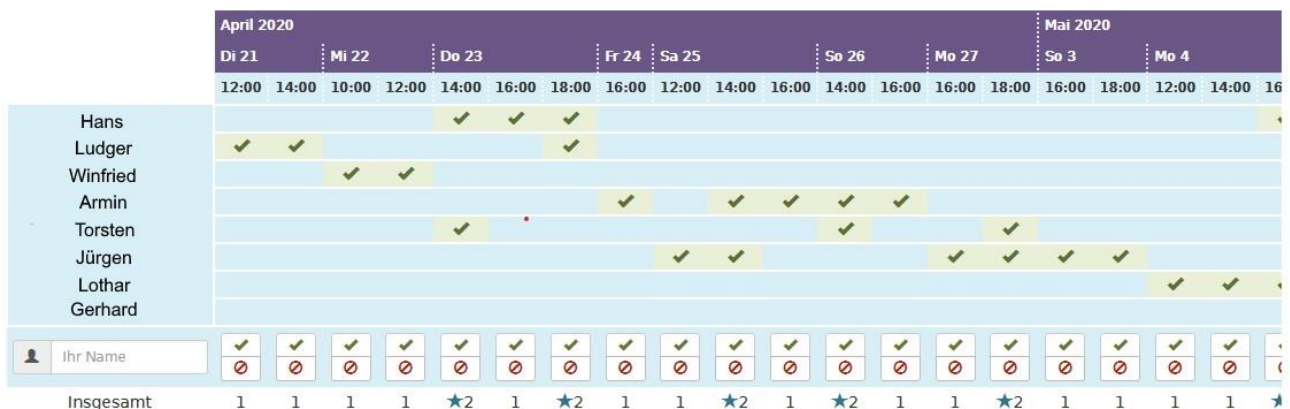 April 2020 Mai 2020
Di 21 Mi 22 Do 23 Fr 24 Sa 25 So 26 Mo 27 So 3 Mo 4
12:00 14:00 10:00 12:00 14:00 16:00 18:00 16:00 12:00 14:00 16:00 14:00 16:00 16:00 18:00 16:00 18:00 12:00 14:00 16
Hans
Ludger
Winfried
Armin
Torsten
Jürgen
Lothar
Gerhard
Ihr Name
Insgesamt 1 1 1 1 ★2 1 ★2 1 1 ★2 1 ★2 1 1 ★2 1 1 1 1